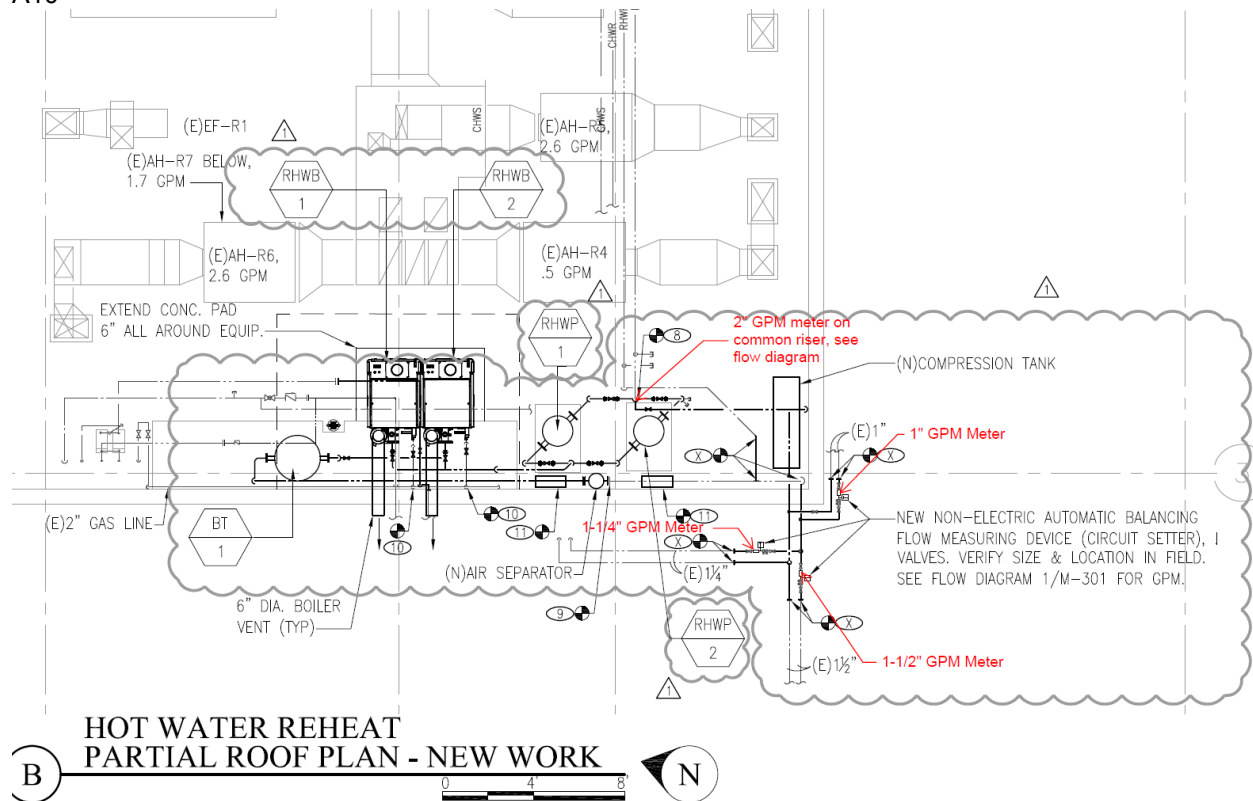 CHWR
RHWR
CHWS
(E)EF-R1
1
(E)AH-R5,
2.6 GPM
(E)AH-R7 BELOW,
1.7 GPM
RHWB
1
RHWB
2
(E)AH-R6,
2.6 GPM
(E)AH-R4
.5 GPM
1
1
EXTEND CONC. PAD
6" ALL AROUND EQUIP.
RHWP
1
2" GPM meter on
common riser, see
flow diagram
8
(N)COMPRESSION TANK
(E)1"
1" GPM Meter
X
X
(E)2" GAS LINE
BT
1
10
10
11
11
1-1/4" GPM Meter
NEW NON-ELECTRIC AUTOMATIC BALANCING
FLOW MEASURING DEVICE (CIRCUIT SETTER),
VALVES. VERIFY SIZE & LOCATION IN FIELD.
SEE FLOW DIAGRAM 1/M-301 FOR GPM.
X
(N)AIR SEPARATOR
(E)1¼"
6" DIA. BOILER
VENT (TYP)
9
RHWP
2
X
1
(E)1½"
1-1/2" GPM Meter
HOT WATER REHEAT
PARTIAL ROOF PLAN - NEW WORK
B
0 4' 8'
N